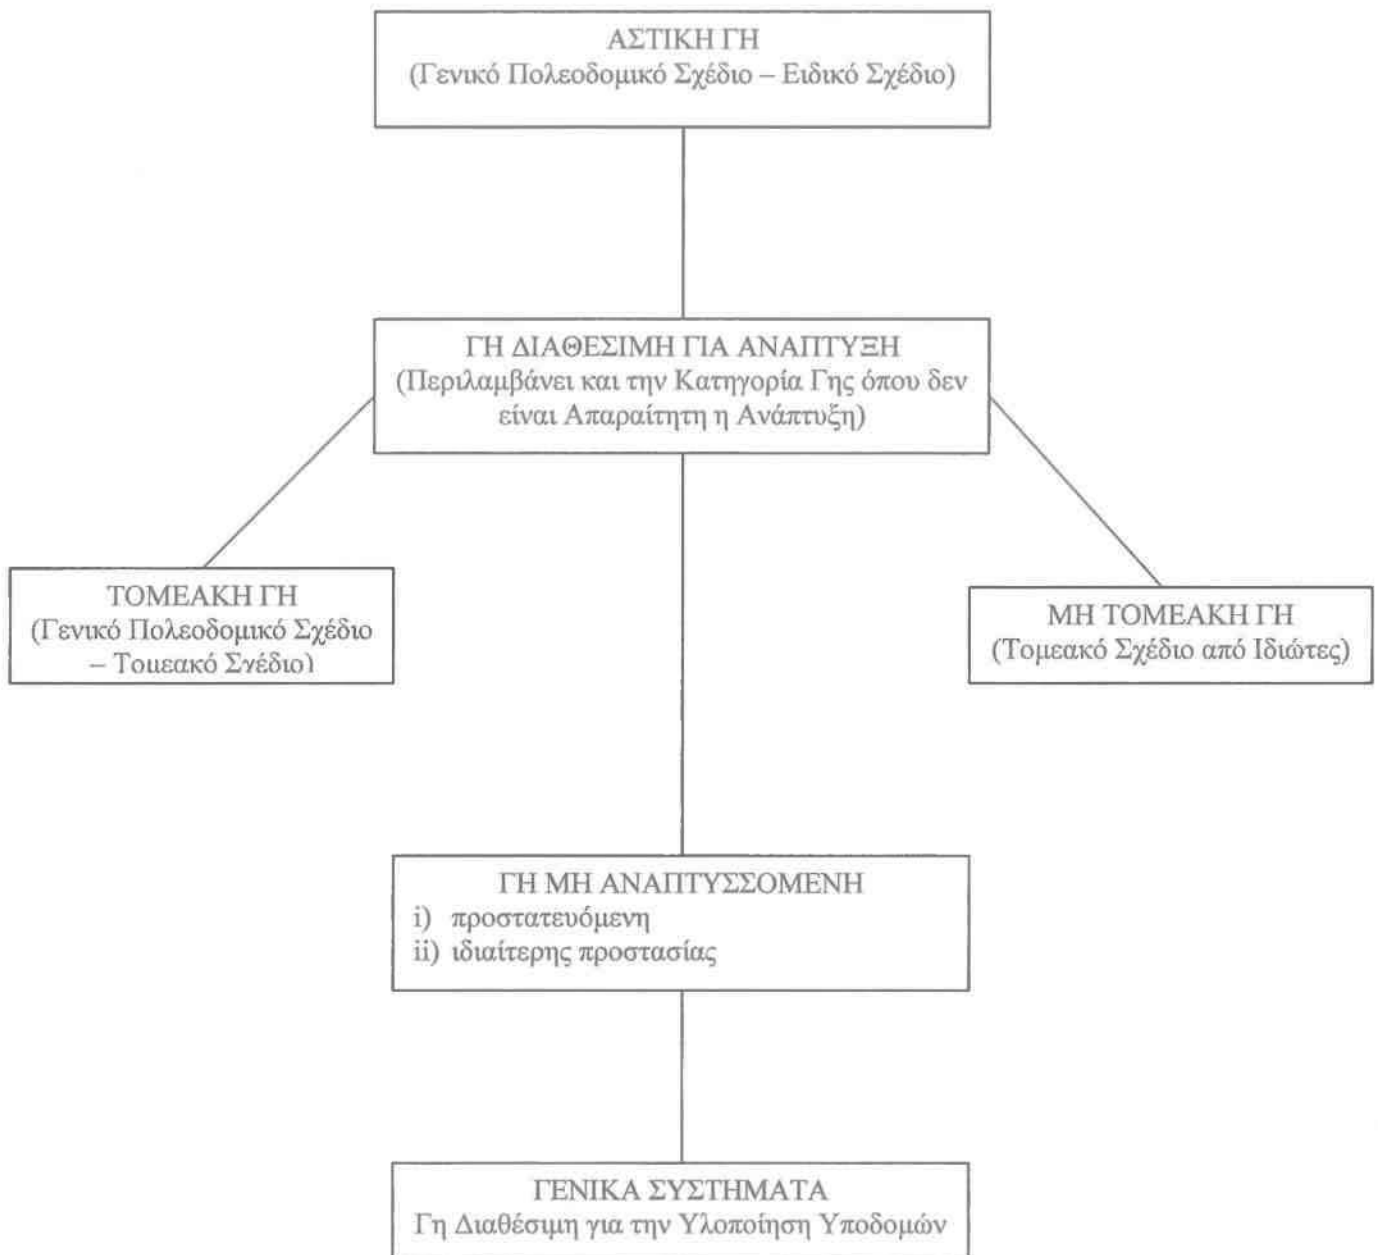 ΑΣΤΙΚΗ ΓΗ
(Γενικό Πολεοδομικό Σχέδιο – Ειδικό Σχέδιο)
ΓΗ ΔΙΑΘΕΣΙΜΗ ΓΙΑ ΑΝΑΠΤΥΞΗ
(Περιλαμβάνει και την Κατηγορία Γης όπου δεν
είναι Απαραίτητη η Ανάπτυξη)
ΤΟΜΕΑΚΗ ΓΗ
(Γενικό Πολεοδομικό Σχέδιο
– Τομεακό Σχέδιο)
ΜΗ ΤΟΜΕΑΚΗ ΓΗ
(Τομεακό Σχέδιο από Ιδιώτες)
ΓΗ ΜΗ ΑΝΑΠΤΥΣΣΟΜΕΝΗ
i) προστατευόμενη
ii) ιδιαίτερης προστασίας
ΓΕΝΙΚΑ ΣΥΣΤΗΜΑΤΑ
Γη Διαθέσιμη για την Υλοποίηση Υποδομών